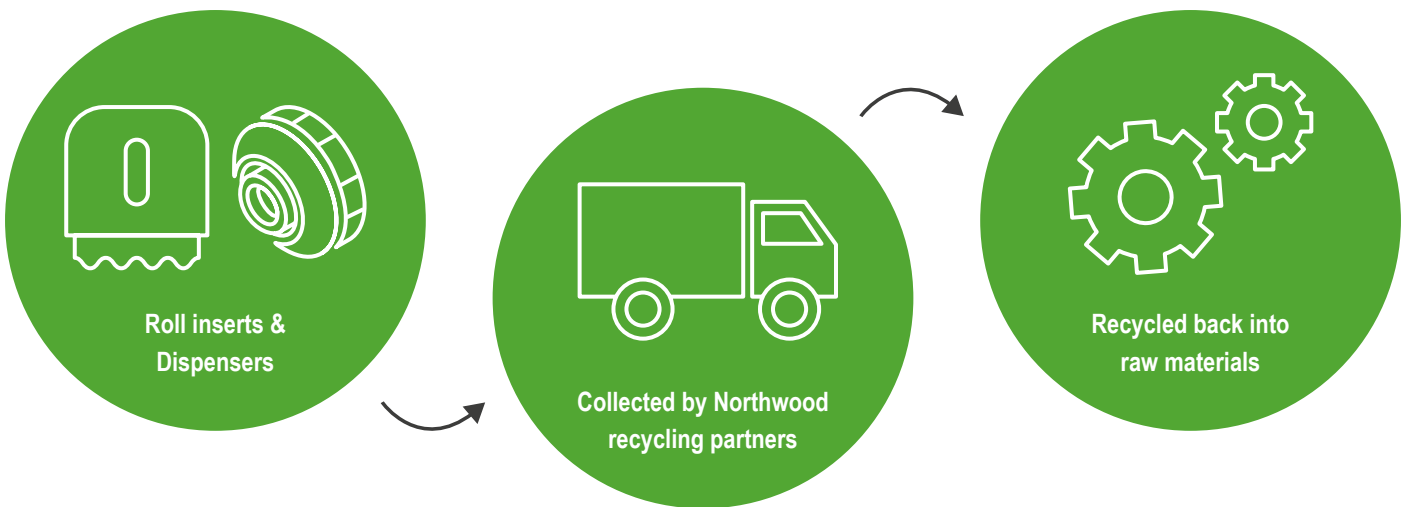 Roll inserts &
Dispensers
Collected by Northwood
recycling partners
Recycled back into
raw materials